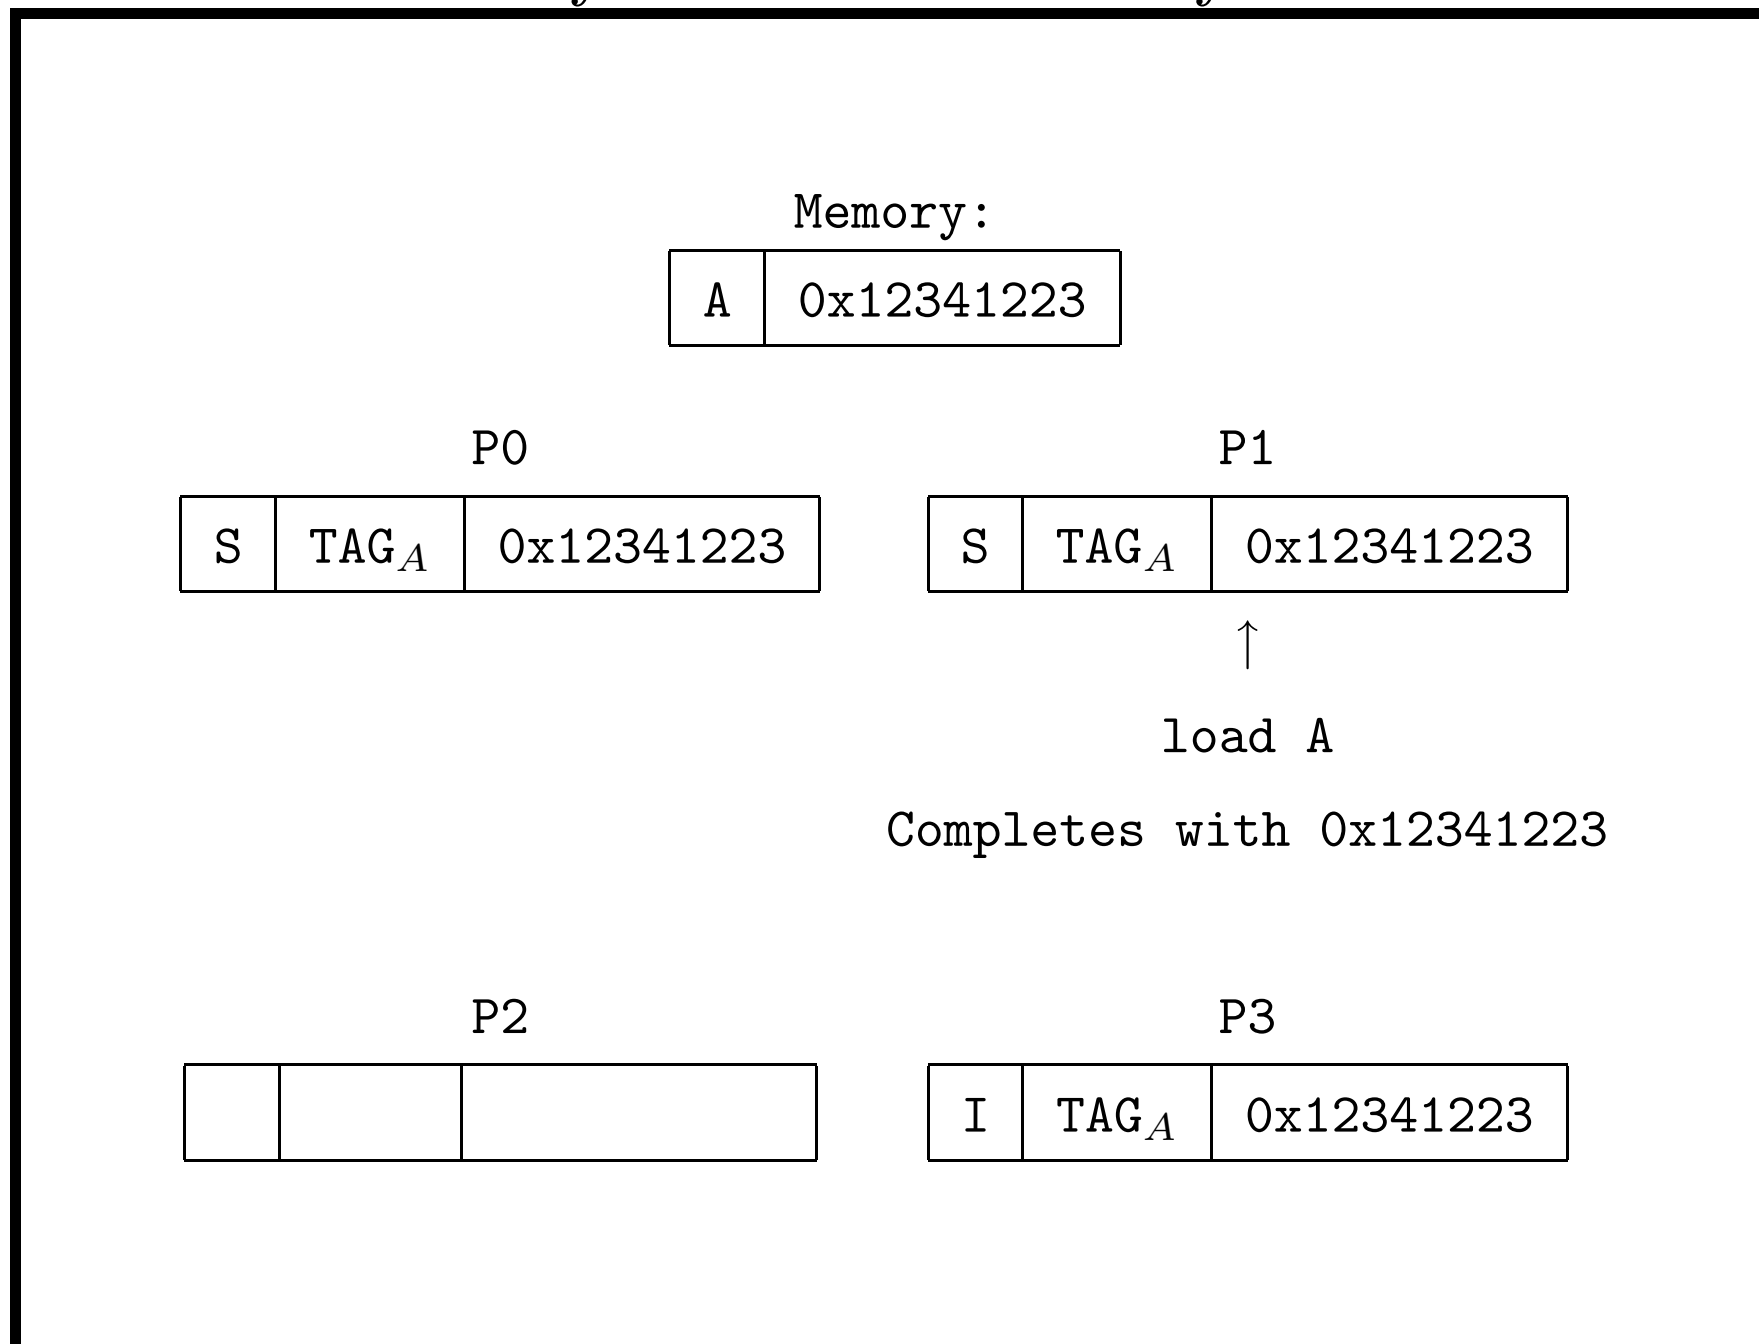 Memory:
A 0x12341223
P0 P1
S TAG_A 0x12341223 S TAG_A 0x12341223
↑
load A
Completes with 0x12341223
P2 P3
I TAG_A 0x12341223